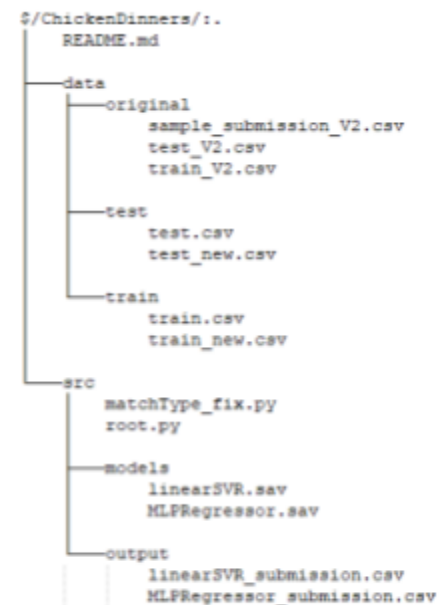 $/ChickenDinners/:.
README.md
data
original
sample_submission_V2.csv
test_V2.csv
train_V2.csv
test
test.csv
test_new.csv
train
train.csv
train_new.csv
src
matchType_fix.py
root.py
models
linearSVR.sav
MLPRegressor.sav
output
linearSVR_submission.csv
MLPRegressor_submission.csv